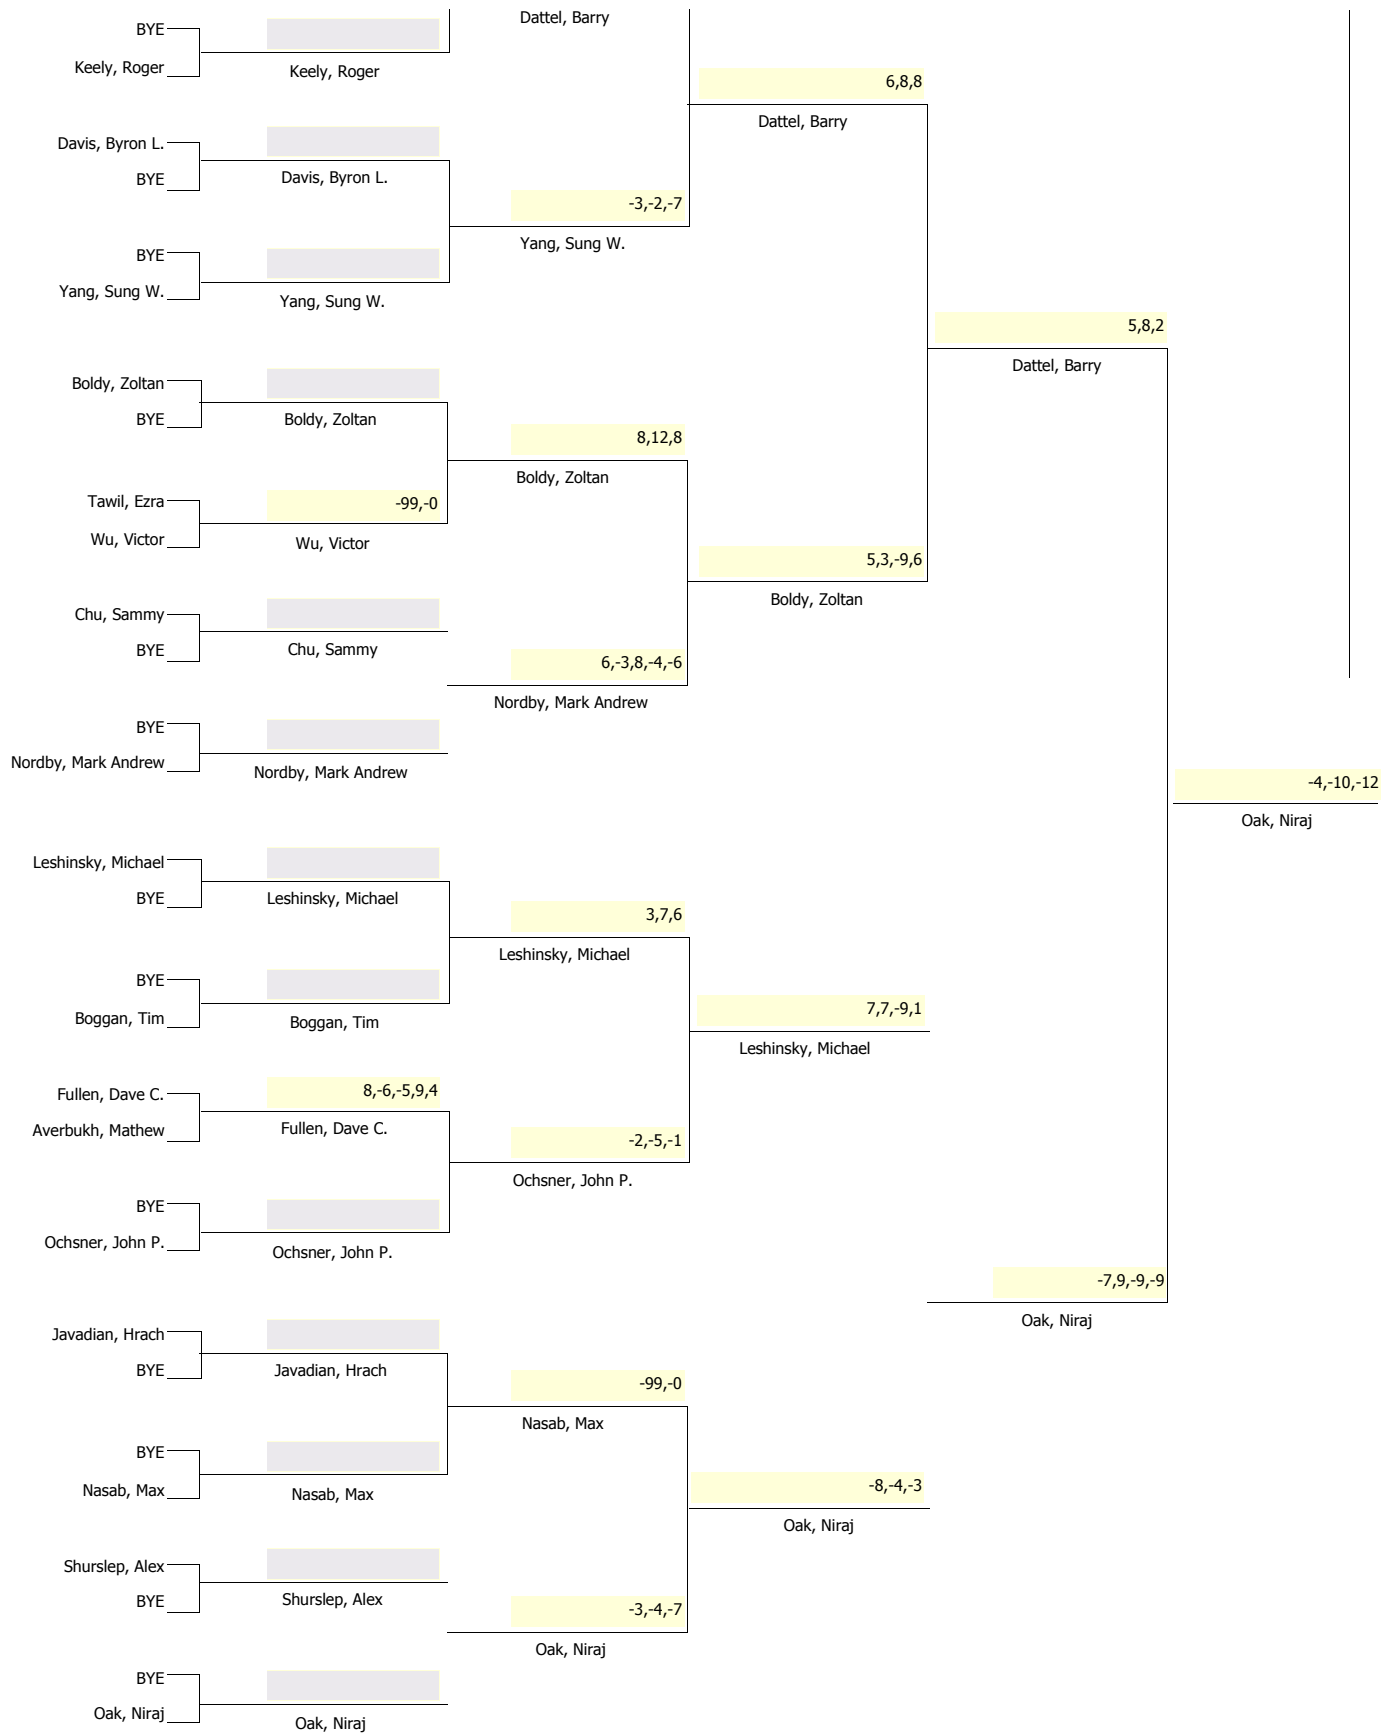 Dattel, Barry
BYE
Keely, Roger
Keely, Roger
6,8,8
Dattel, Barry
Davis, Byron L.
BYE
Davis, Byron L.
-3,-2,-7
Yang, Sung W.
BYE
Yang, Sung W.
Yang, Sung W.
5,8,2
Dattel, Barry
Boldy, Zoltan
BYE
Boldy, Zoltan
8,12,8
Boldy, Zoltan
Tawil, Ezra
Wu, Victor
-99,-0
Wu, Victor
5,3,-9,6
Boldy, Zoltan
Chu, Sammy
BYE
Chu, Sammy
6,-3,8,-4,-6
Nordby, Mark Andrew
BYE
Nordby, Mark Andrew
Nordby, Mark Andrew
-4,-10,-12
Oak, Niraj
Leshinsky, Michael
BYE
Leshinsky, Michael
3,7,6
Leshinsky, Michael
BYE
Boggan, Tim
Boggan, Tim
7,7,-9,1
Leshinsky, Michael
Fullen, Dave C.
Averbukh, Mathew
8,-6,-5,9,4
Fullen, Dave C.
-2,-5,-1
Ochsner, John P.
BYE
Ochsner, John P.
Ochsner, John P.
-7,9,-9,-9
Oak, Niraj
Javadian, Hrach
BYE
Javadian, Hrach
-99,-0
Nasab, Max
BYE
Nasab, Max
Nasab, Max
-8,-4,-3
Oak, Niraj
Shurslep, Alex
BYE
Shurslep, Alex
-3,-4,-7
Oak, Niraj
BYE
Oak, Niraj
Oak, Niraj